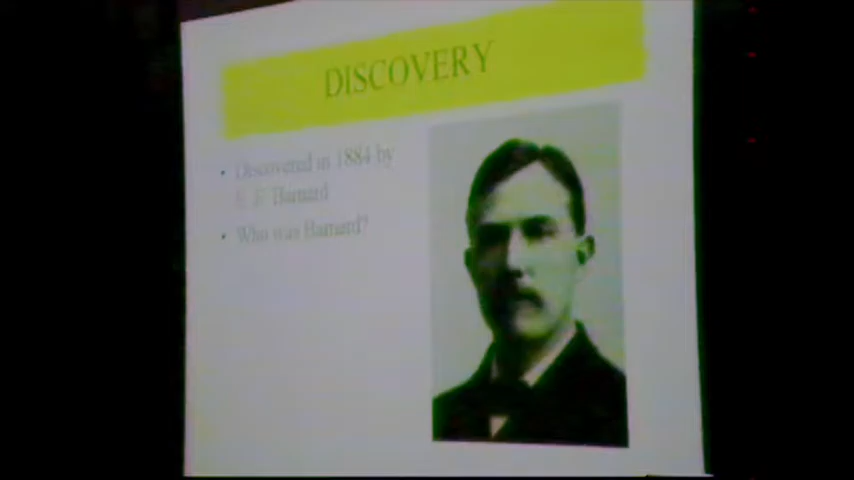 DISCOVERY
• Discovered in 1884 by
E. E. Barnard
• Who was Barnard?